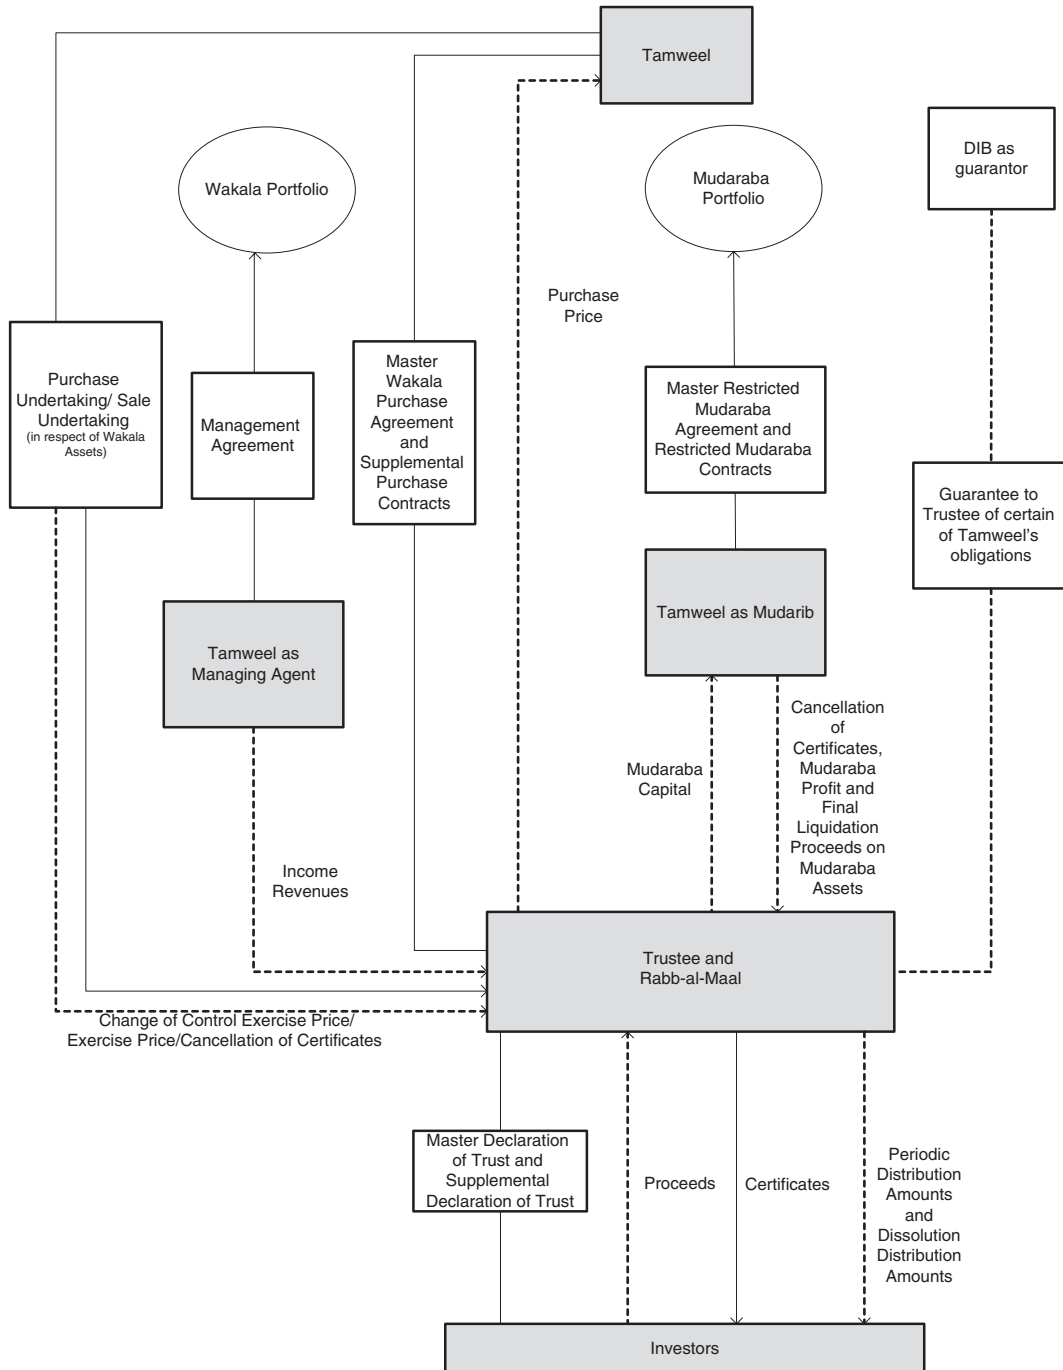 Tamweel
DIB as
guarantor
Wakala Portfolio
Mudaraba
Portfolio
Purchase
Price
Purchase
Undertaking/ Sale
Undertaking
(in respect of Wakala
Assets)
Management
Agreement
Master
Wakala
Purchase
Agreement
and
Supplemental
Purchase
Contracts
Master Restricted
Mudaraba
Agreement and
Restricted Mudaraba
Contracts
Guarantee to
Trustee of certain
of Tamweel's
obligations
Tamweel as
Managing Agent
Tamweel as Mudarib
Mudaraba
Capital
Cancellation
of
Certificates,
Mudaraba
Profit and
Final
Liquidation
Proceeds on
Mudaraba
Assets
Income
Revenues
Trustee and
Rabb-al-Maal
Change of Control Exercise Price/
Exercise Price/Cancellation of Certificates
Master Declaration
of Trust and
Supplemental
Declaration of Trust
Proceeds
Certificates
Periodic
Distribution
Amounts
and
Dissolution
Distribution
Amounts
Investors